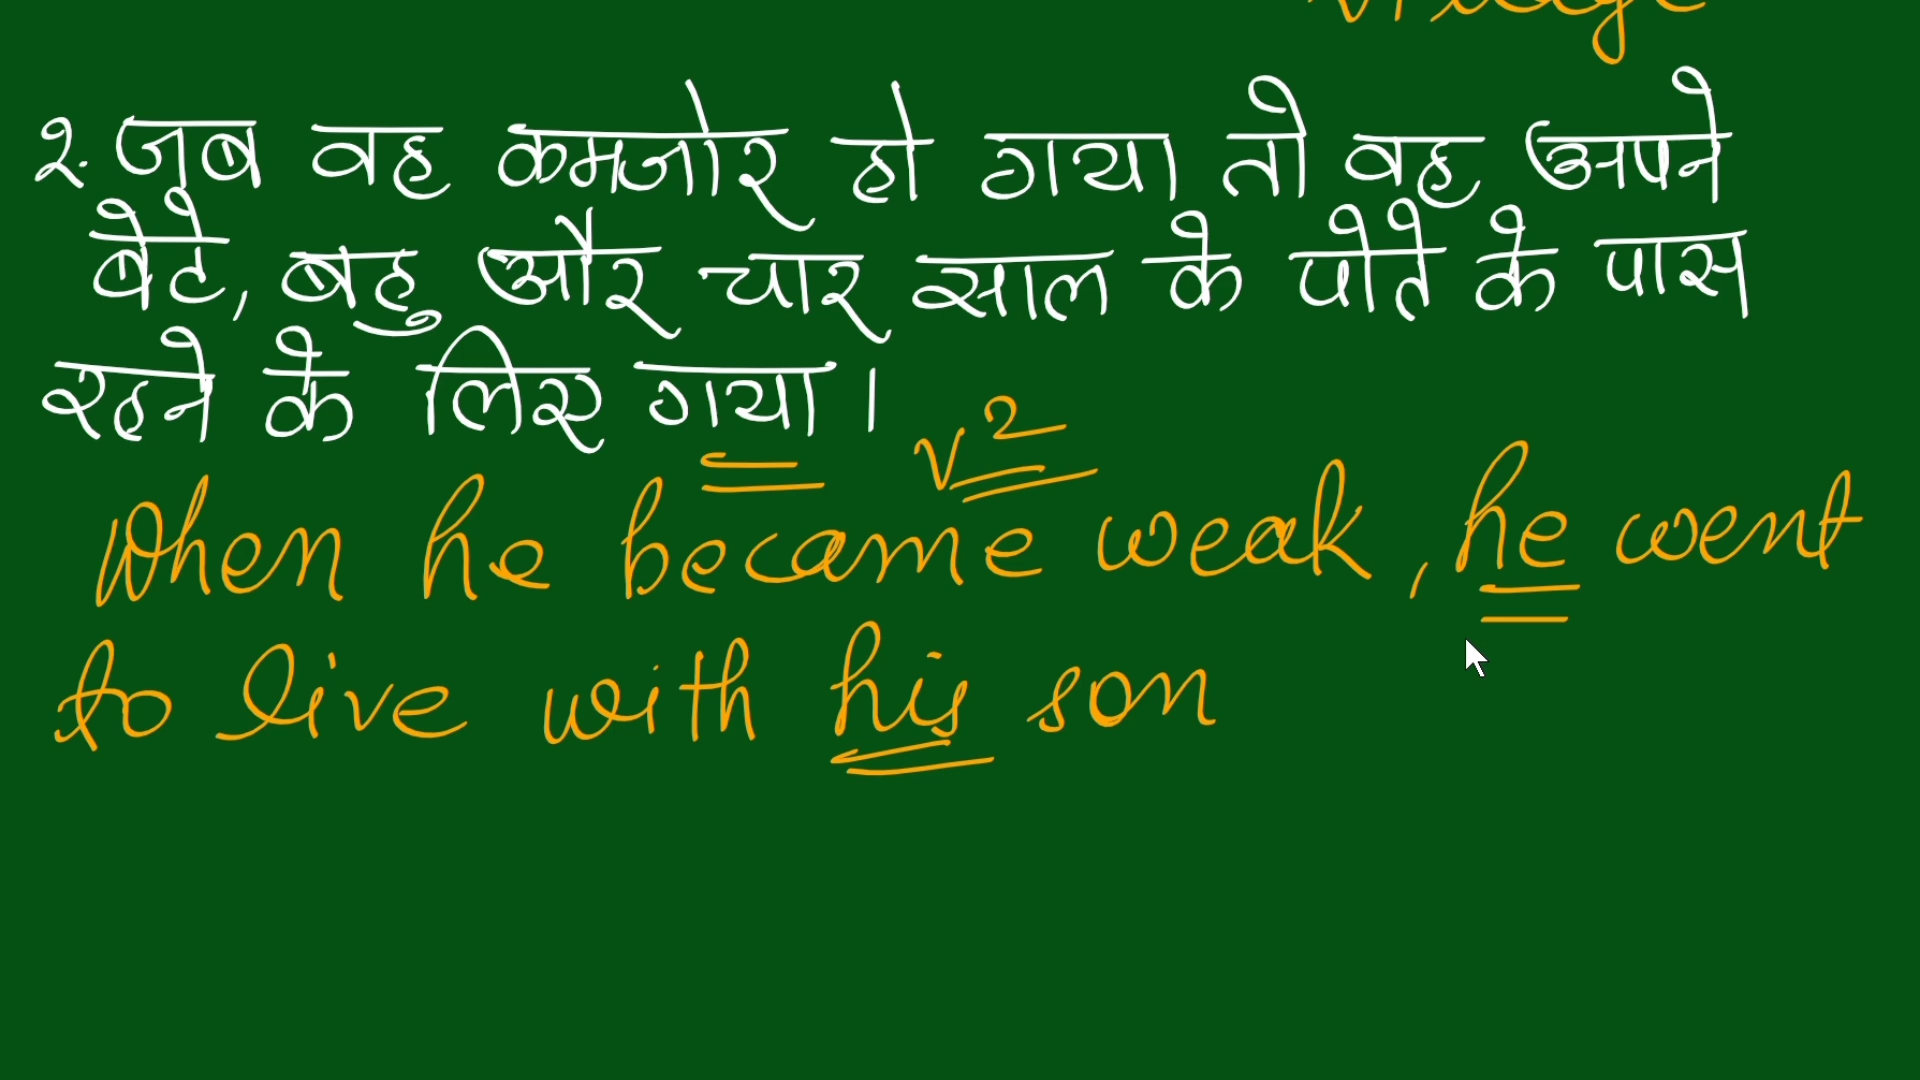 village
२. जब वह कमजोर हो गया तो वह अपने
बेटे, बहु और चार साल के पोते के पास
रहने के लिए गया।
V2
When he became weak, he went
to live with his son